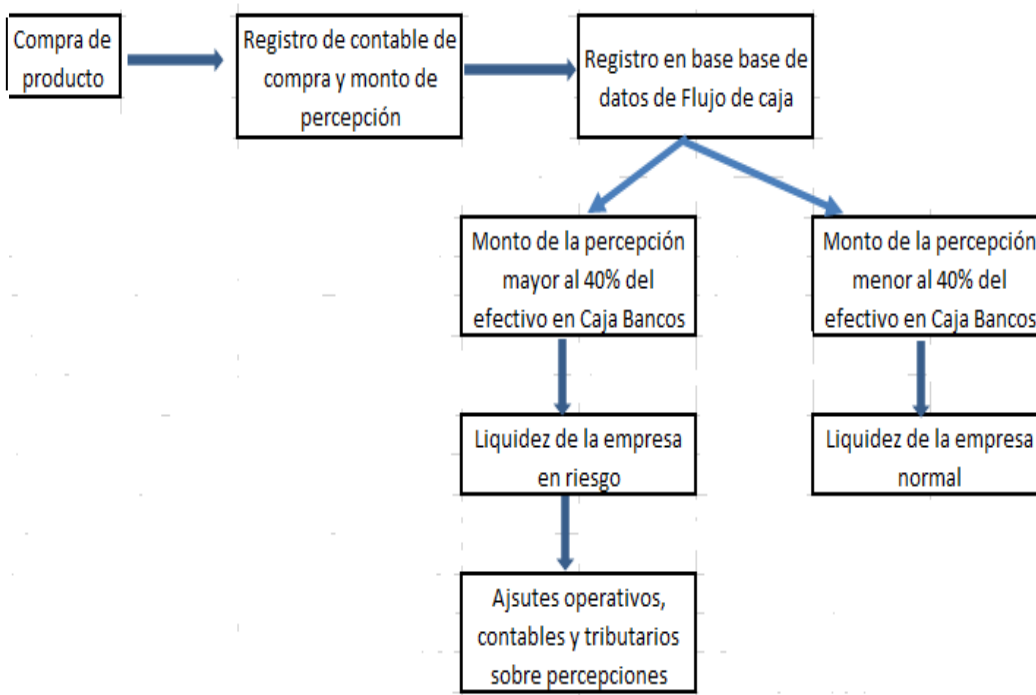 Compra de
producto
Registro de contable de
compra y monto de
percepción
Registro en base base de
datos de Flujo de caja
Monto de la percepción
mayor al 40% del
efectivo en Caja Bancos
Monto de la percepción
menor al 40% del
efectivo en Caja Bancos
Liquidez de la empresa
en riesgo
Liquidez de la empresa
normal
Ajsutes operativos,
contables y tributarios
sobre percepciones